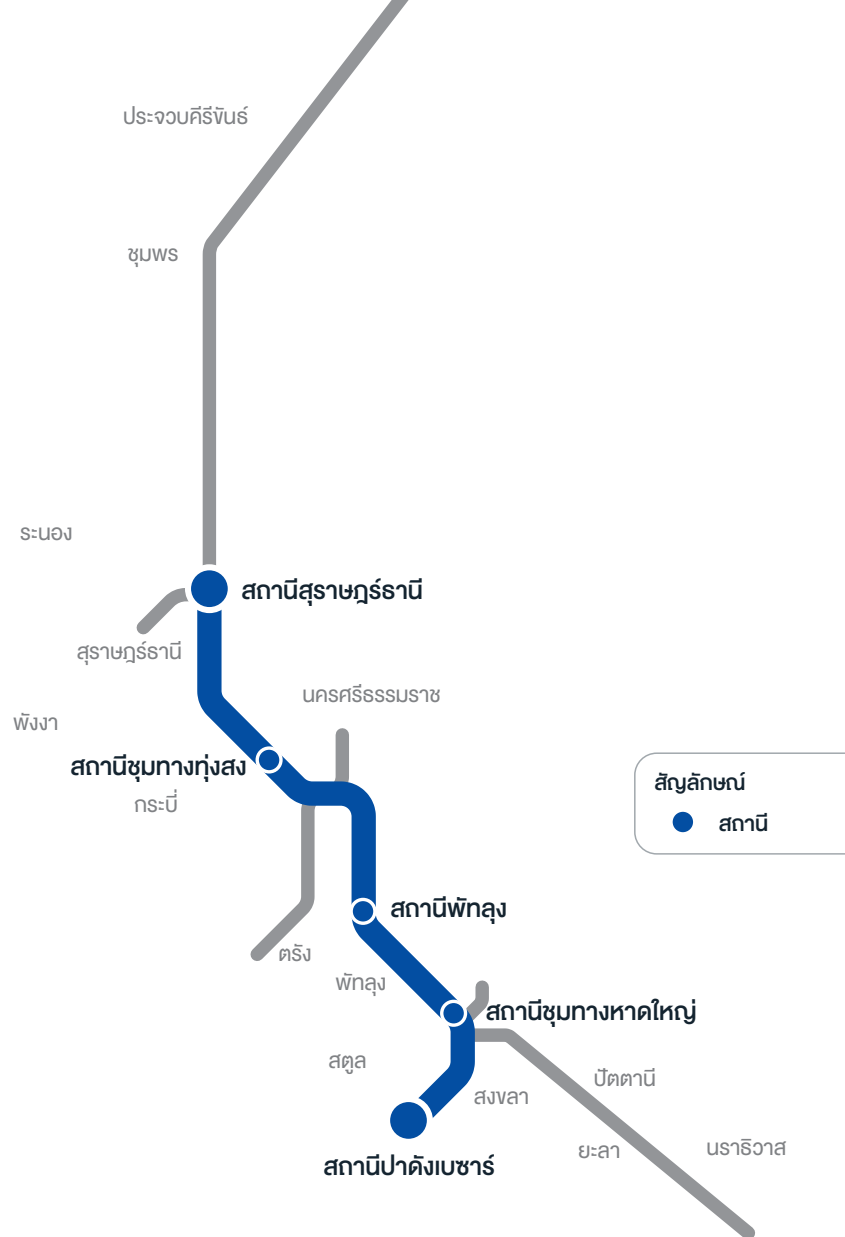 ประจวบคีรีขันธ์
ชุมพร
ระนอง
สถานีสุราษฎร์ธานี
สุราษฎร์ธานี
นครศรีธรรมราช
พังงา
สถานีชุมทางทุ่งสง
กระบี่
สัญลักษณ์
สถานี
สถานีพัทลุง
ตรัง
พัทลุง
สถานีชุมทางหาดใหญ่
สตูล
ปัตตานี
สงขลา
ยะลา
นราธิวาส
สถานีปาดังเบซาร์